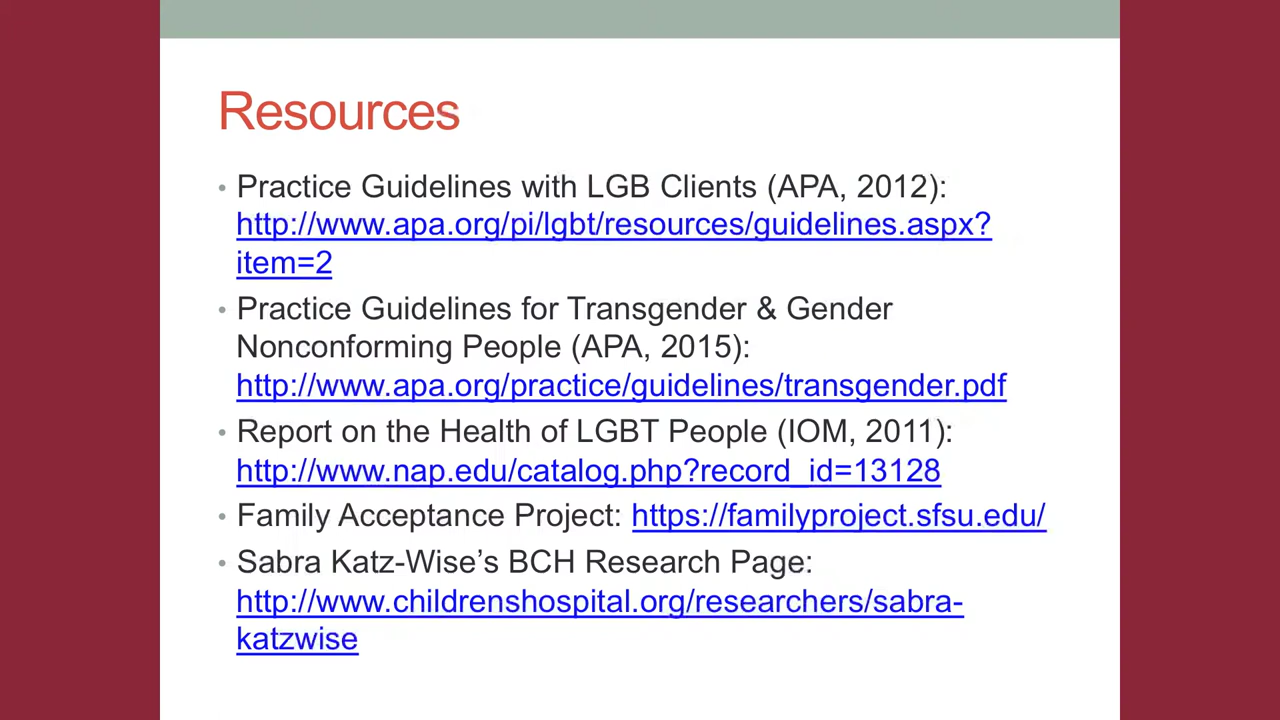 Resources
• Practice Guidelines with LGB Clients (APA, 2012):
http://www.apa.org/pi/lgbt/resources/guidelines.aspx?
item=2
• Practice Guidelines for Transgender & Gender
Nonconforming People (APA, 2015):
http://www.apa.org/practice/guidelines/transgender.pdf
• Report on the Health of LGBT People (IOM, 2011):
http://www.nap.edu/catalog.php?record_id=13128
• Family Acceptance Project: https://familyproject.sfsu.edu/
• Sabra Katz-Wise’s BCH Research Page:
http://www.childrenshospital.org/researchers/sabra-
katzwise